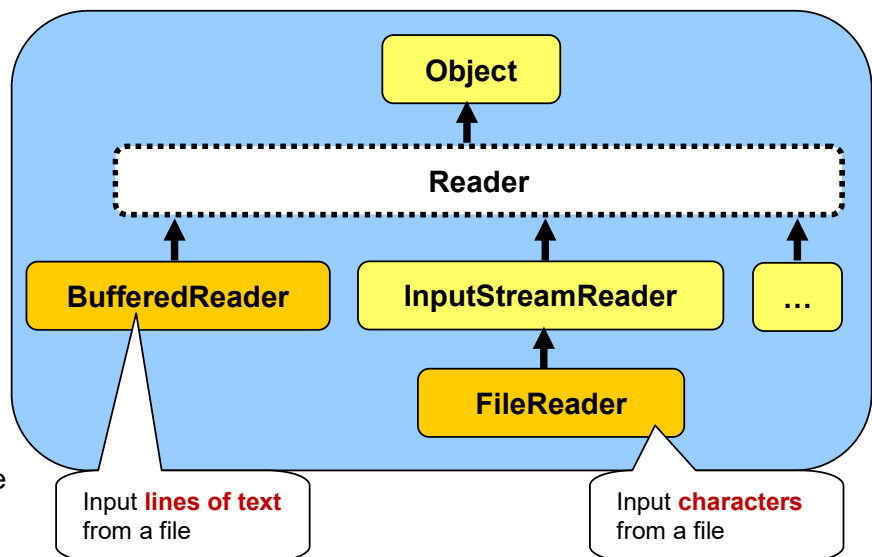 Object
Reader
BufferedReader
InputStreamReader
...
FileReader
e
Input lines of text
from a file
Input characters
from a file